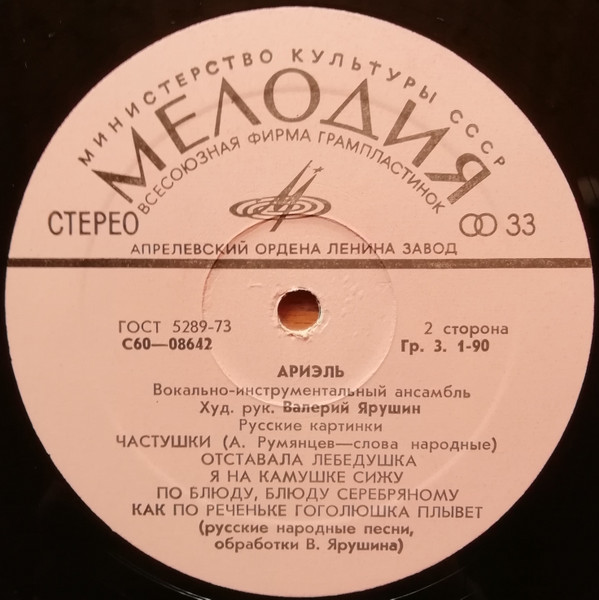 МИНИСТЕРСТВО КУЛЬТУРЫ СССР
МЕЛОДИЯ
ВСЕСОЮЗНАЯ ФИРМА ГРАМПЛАСТИНОК
СТЕРЕО
33
АПРЕЛЕВСКИЙ ОРДЕНА ЛЕНИНА ЗАВОД
ГОСТ 5289-73
2 сторона
С60—08642
Гр. 3. 1-90
АРИЭЛЬ
Вокально-инструментальный ансамбль
Худ. рук. Валерий Ярушин
Русские картинки
ЧАСТУШКИ (А. Румянцев—слова народные)
ОТСТАВАЛА ЛЕБЕДУШКА
Я НА КАМУШКЕ СИЖУ
ПО БЛЮДУ, БЛЮДУ СЕРЕБРЯНОМУ
КАК ПО РЕЧЕНЬКЕ ГОГОЛЮШКА ПЛЫВЕТ
(русские народные песни,
обработки В. Ярушина)